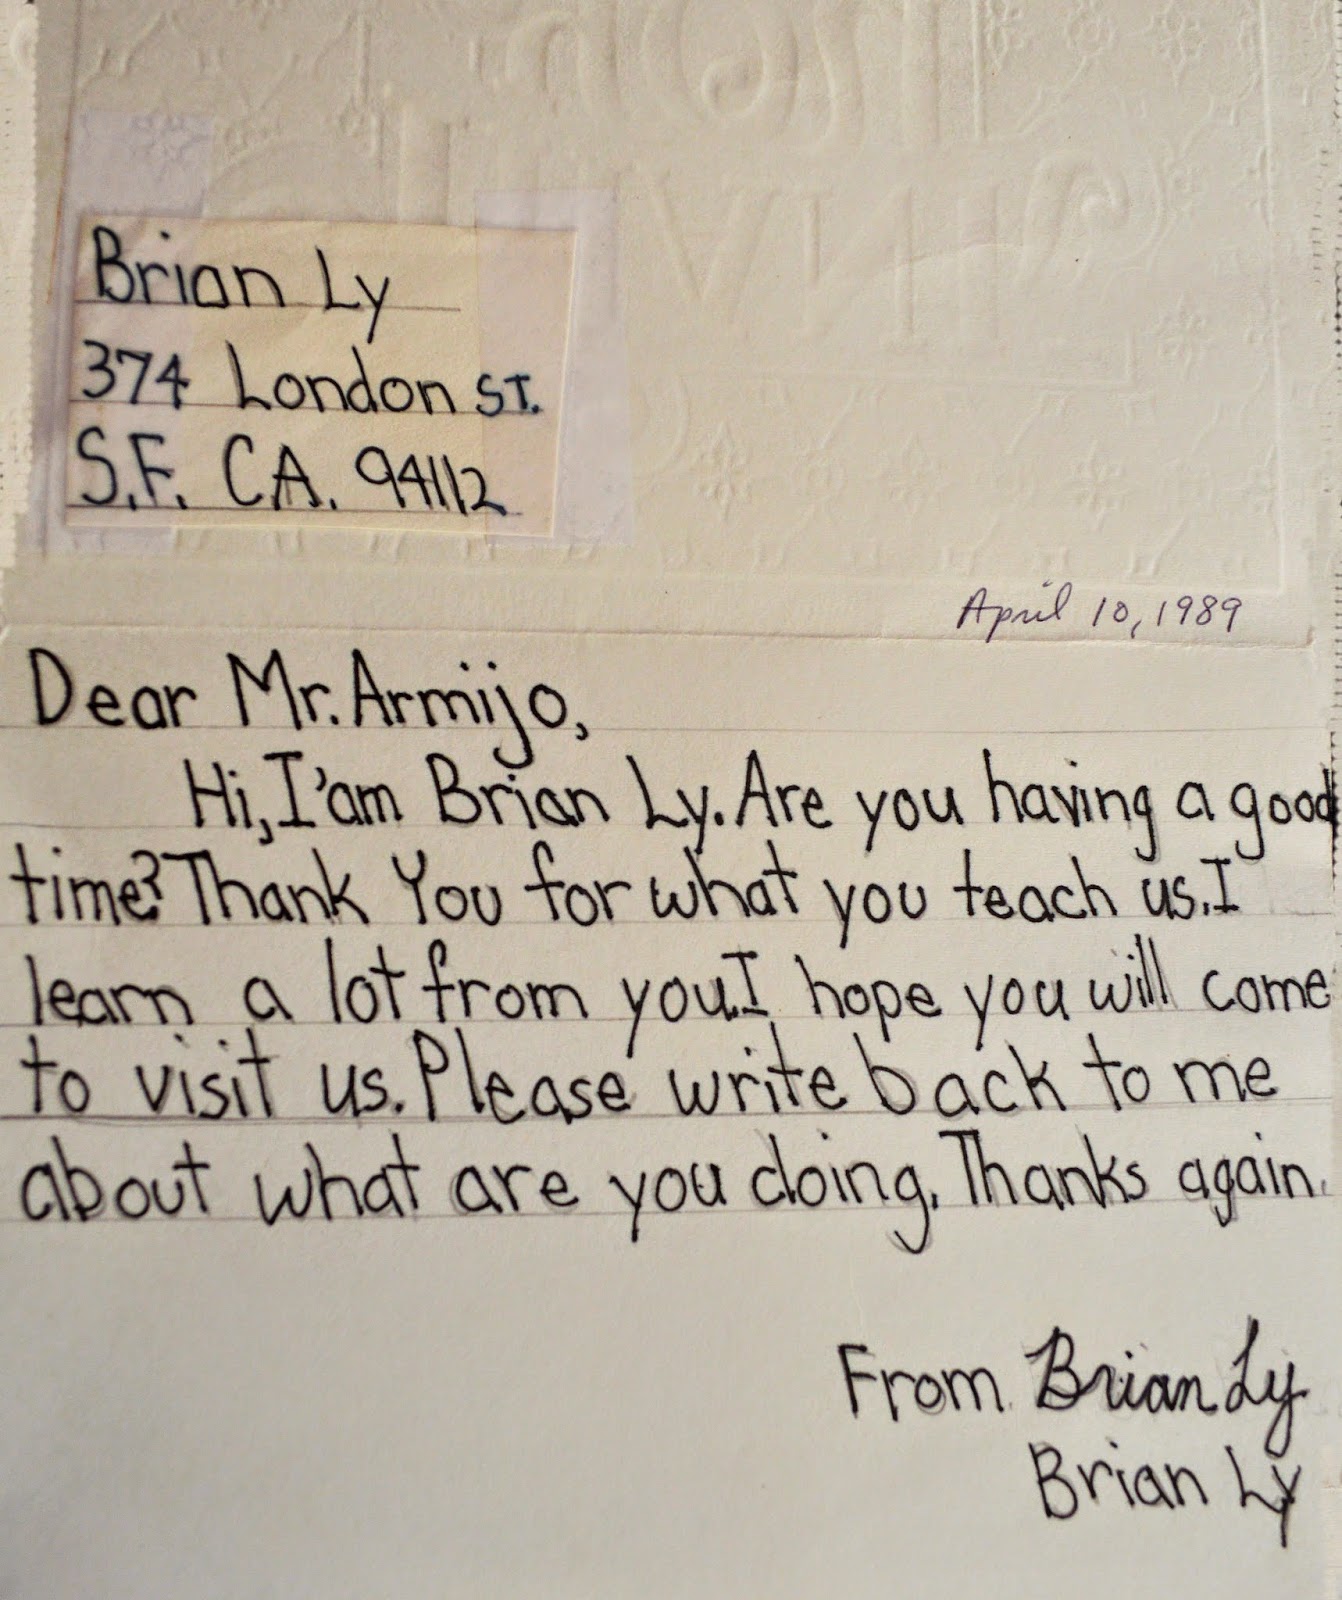 Brian Ly
374 London ST.
S.F. CA. 94112
April 10, 1989
Dear Mr. Armijo,
Hi, I'am Brian Ly. Are you having a good
time? Thank You for what you teach us. I
learn a lot from you. I hope you will come
to visit us. Please write back to me
about what are you doing. Thanks again.
From Brian Ly
Brian Ly